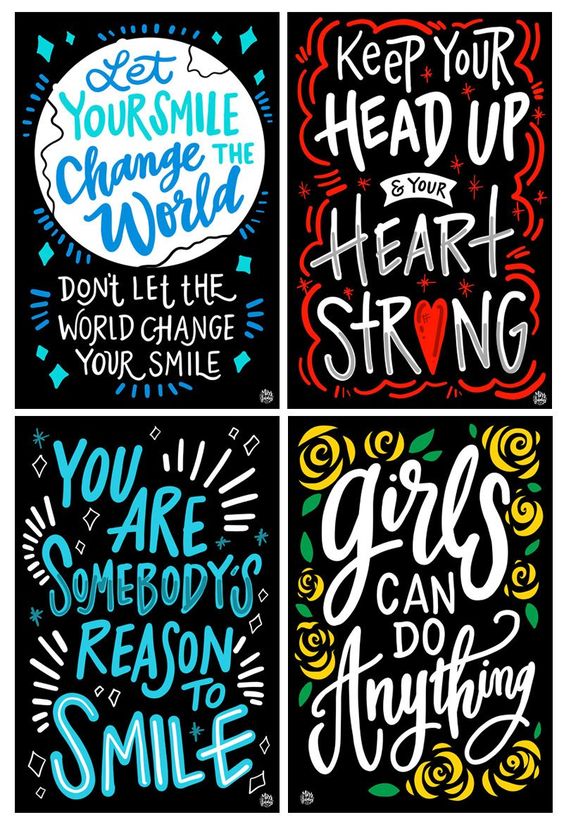 Let
YOUR SMILE
Change THE
World
DON'T LET THE
WORLD CHANGE
YOUR SMILE
KEEP YOUR
HEAD UP
& YOUR
HEART
STRONG
YOU
ARE
SOMEBODY'S
REASON
TO
SMILE
girls
CAN
DO
Anything